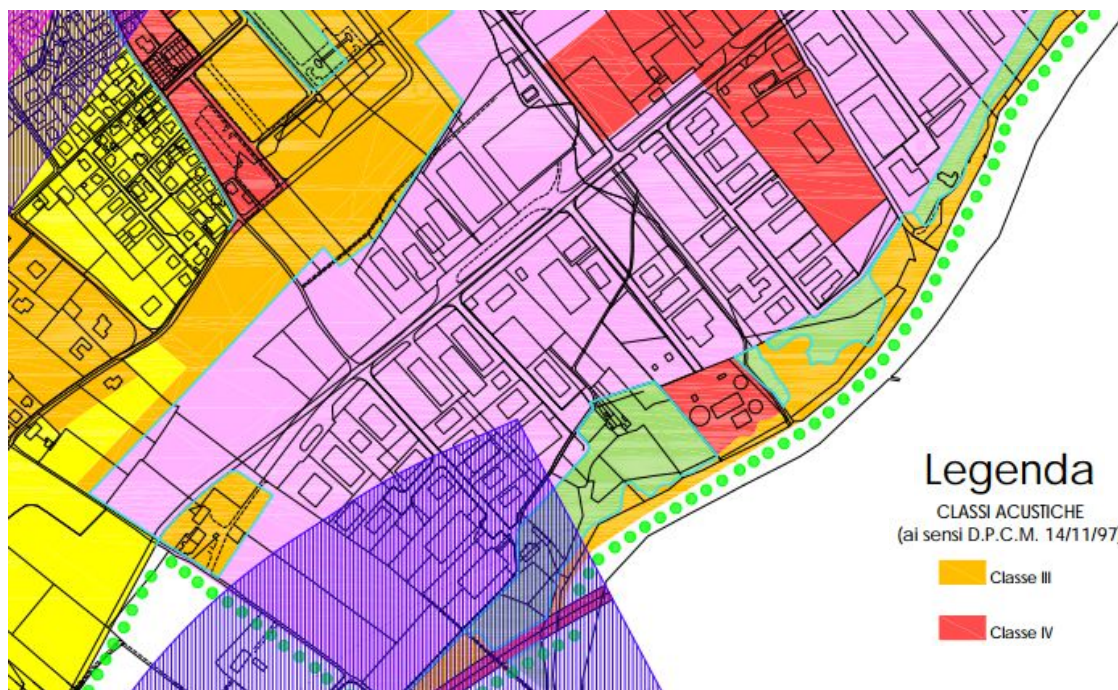 Legenda
CLASSI ACUSTICHE
(ai sensi D.P.C.M. 14/11/97)
Classe III
Classe IV